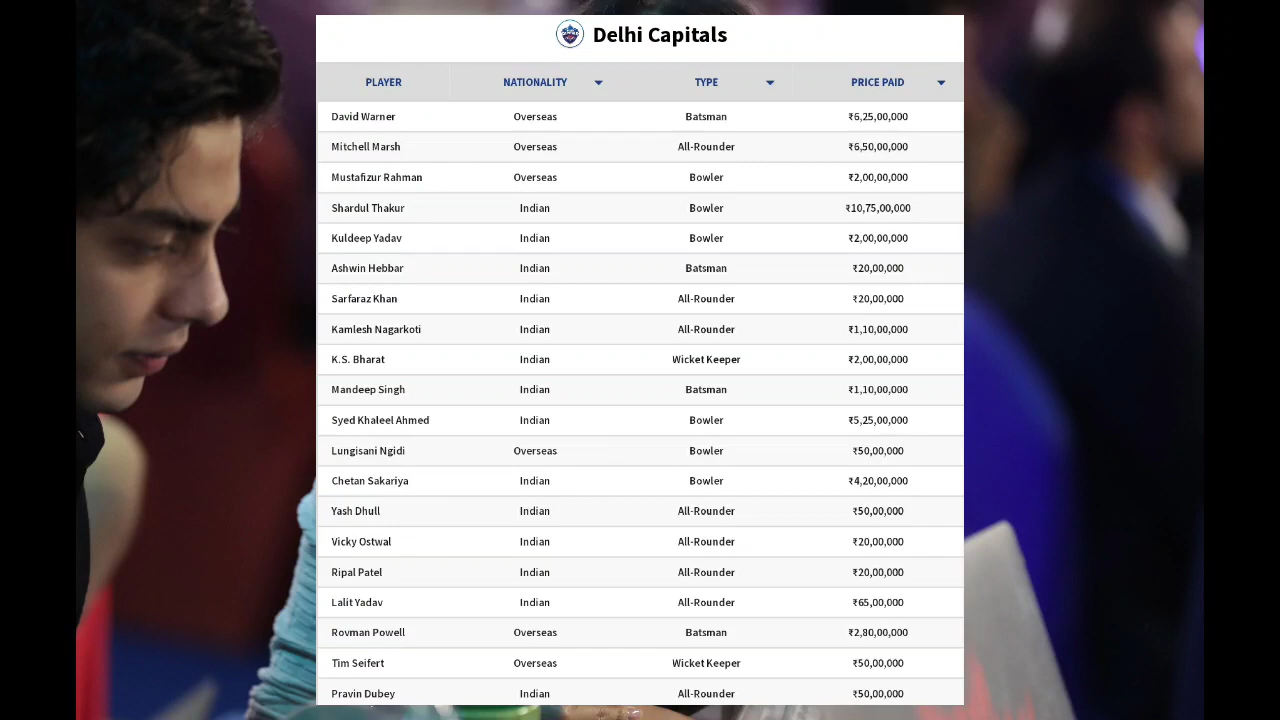 Delhi Capitals
PLAYER NATIONALITY TYPE PRICE PAID
David Warner Overseas Batsman ₹6,25,00,000
Mitchell Marsh Overseas All-Rounder ₹6,50,00,000
Mustafizur Rahman Overseas Bowler ₹2,00,00,000
Shardul Thakur Indian Bowler ₹10,75,00,000
Kuldeep Yadav Indian Bowler ₹2,00,00,000
Ashwin Hebbar Indian Batsman ₹20,00,000
Sarfaraz Khan Indian All-Rounder ₹20,00,000
Kamlesh Nagarkoti Indian All-Rounder ₹1,10,00,000
K.S. Bharat Indian Wicket Keeper ₹2,00,00,000
Mandeep Singh Indian Batsman ₹1,10,00,000
Syed Khaleel Ahmed Indian Bowler ₹5,25,00,000
Lungisani Ngidi Overseas Bowler ₹50,00,000
Chetan Sakariya Indian Bowler ₹4,20,00,000
Yash Dhull Indian All-Rounder ₹50,00,000
Vicky Ostwal Indian All-Rounder ₹20,00,000
Ripal Patel Indian All-Rounder ₹20,00,000
Lalit Yadav Indian All-Rounder ₹65,00,000
Rovman Powell Overseas Batsman ₹2,80,00,000
Tim Seifert Overseas Wicket Keeper ₹50,00,000
Pravin Dubey Indian All-Rounder ₹50,00,000